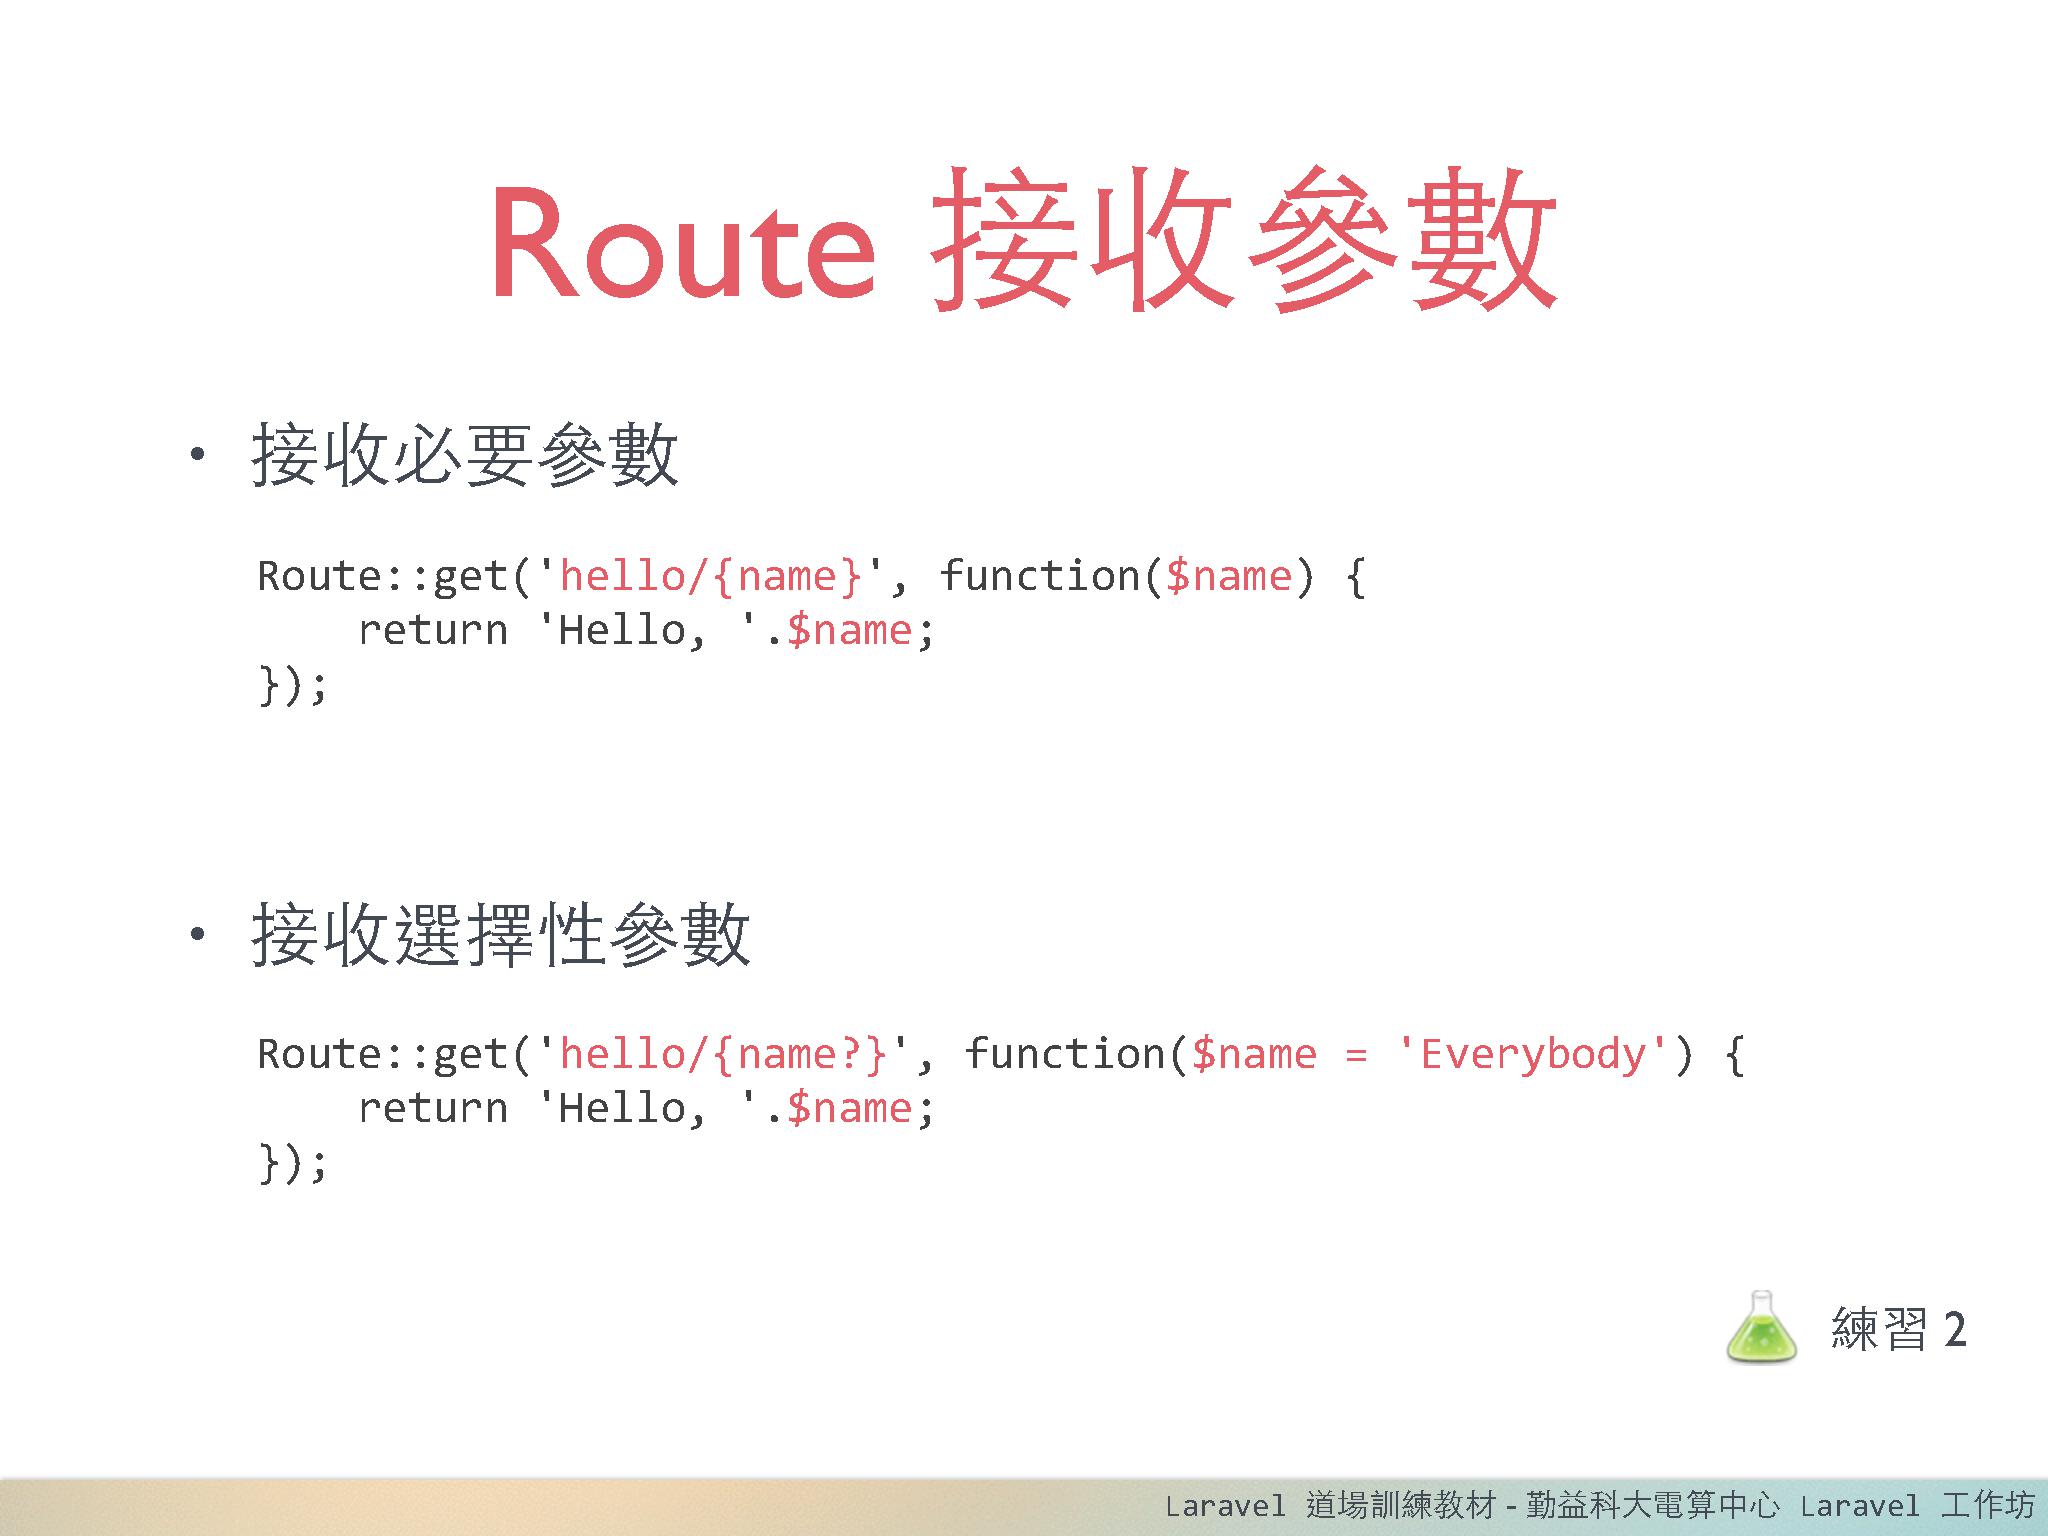 Route 接收參數
• 接收必要參數
Route::get('hello/{name}', function($name) {
    return 'Hello, '.$name;
});
• 接收選擇性參數
Route::get('hello/{name?}', function($name = 'Everybody') {
    return 'Hello, '.$name;
});
練習 2
Laravel 道場訓練教材 - 勤益科大電算中心 Laravel 工作坊